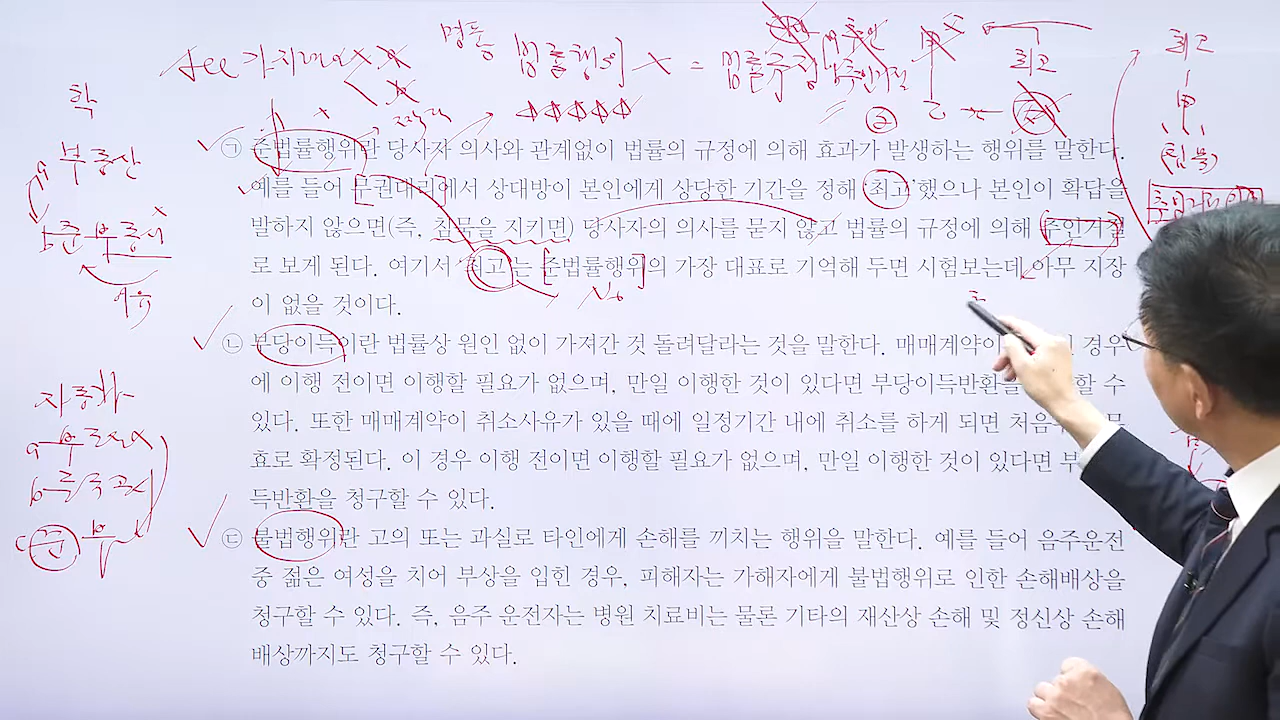 최고
명품
법률행위 X = 법률규정
최고
학
부동산
준부동산
㉠ 준법률행위란 당사자 의사와 관계없이 법률의 규정에 의해 효과가 발생하는 행위를 말한다.
예를 들어 무권대리에서 상대방이 본인에게 상당한 기간을 정해 '최고'했으나 본인이 확답을
발하지 않으면(즉, 침묵을 지키면) 당사자의 의사를 묻지 않고 법률의 규정에 의해 추인거절
로 보게 된다. 여기서 최고는 준법률행위의 가장 대표로 기억해 두면 시험보는데 아무 지장
이 없을 것이다.
㉡ 부당이득이란 법률상 원인 없이 가져간 것 돌려달라는 것을 말한다. 매매계약이 경우
에 이행 전이면 이행할 필요가 없으며, 만일 이행한 것이 있다면 부당이득반환을 할 수
있다. 또한 매매계약이 취소사유가 있을 때에 일정기간 내에 취소를 하게 되면 처음
효로 확정된다. 이 경우 이행 전이면 이행할 필요가 없으며, 만일 이행한 것이 있다면 부
득반환을 청구할 수 있다.
㉢ 불법행위란 고의 또는 과실로 타인에게 손해를 끼치는 행위를 말한다. 예를 들어 음주운전
중 젊은 여성을 치어 부상을 입힌 경우, 피해자는 가해자에게 불법행위로 인한 손해배상을
청구할 수 있다. 즉, 음주 운전자는 병원 치료비는 물론 기타의 재산상 손해 및 정신상 손해
배상까지도 청구할 수 있다.